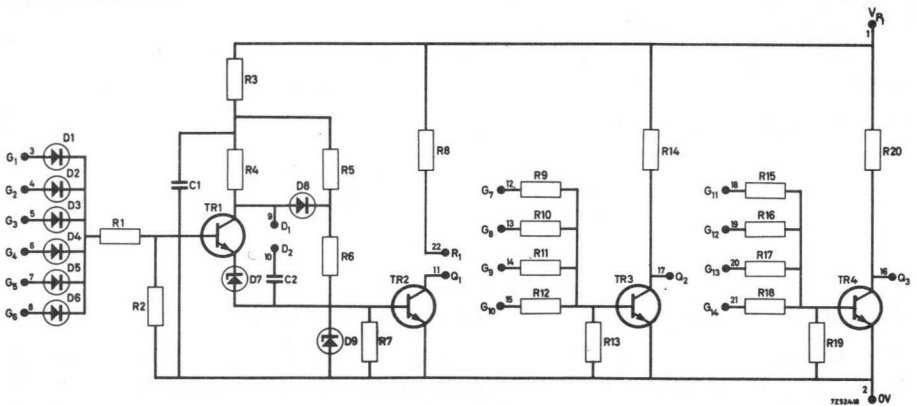 VP₁
1
R3
D1
G₁ 3
D2
G₂ 4
D3
G₃ 5
D4
G₄ 6
D5
G₅ 7
D6
G₆ 8
R1
R2
C1
R4
TR1
D7
9 D₁
10 D₂
C2
D8
R5
R6
D9
R7
TR2
R8
22 R₁
11 Q₁
G₇ 12 R9
G₈ 13 R10
G₉ 14 R11
G₁₀ 15 R12
R13
TR3
R14
17 Q₂
G₁₁ 18 R15
G₁₂ 19 R16
G₁₃ 20 R17
G₁₄ 21 R18
R19
TR4
R20
16 Q₃
2
0V